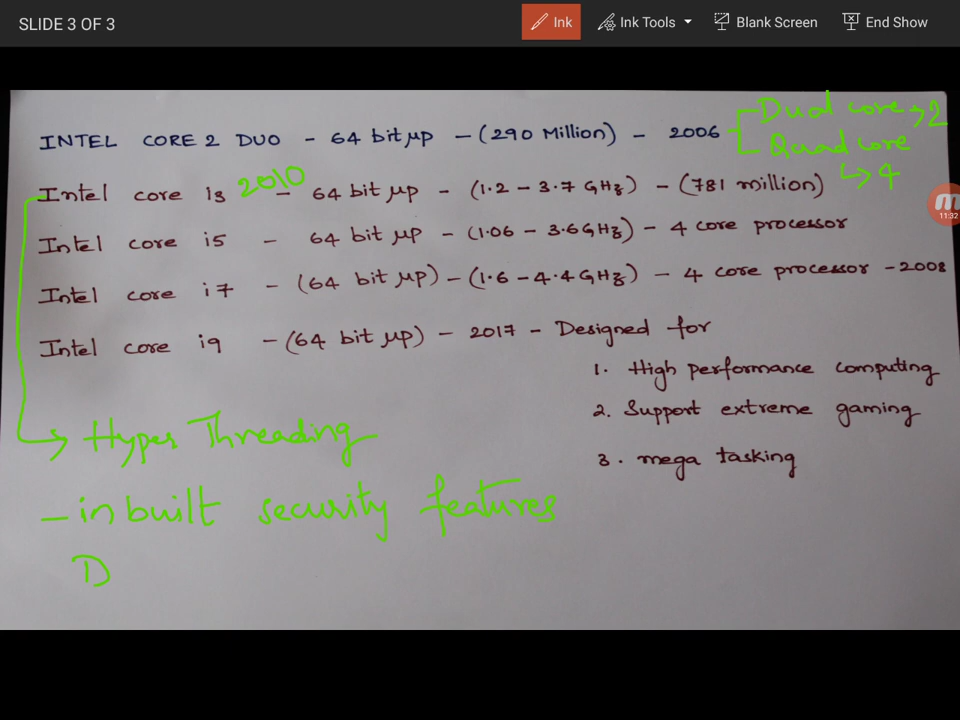 SLIDE 3 OF 3 Ink Ink Tools Blank Screen End Show
INTEL CORE 2 DUO - 64 bit μp - (290 Million) - 2006
Dual core → 2
Quad core
↳ 4
Intel core i3 2010 - 64 bit μp - (1.2 - 3.7 GHz) - (781 million)
11:32
Intel core i5 - 64 bit μp - (1.06 - 3.6GHz) - 4 core processor
Intel core i7 - (64 bit μp) - (1.6 - 4.4 GHz) - 4 core processor - 2008
Intel core i9 - (64 bit μp) - 2017 - Designed for
1. High performance computing
2. Support extreme gaming
3. mega tasking
→ Hyper Threading
- inbuilt security features
D